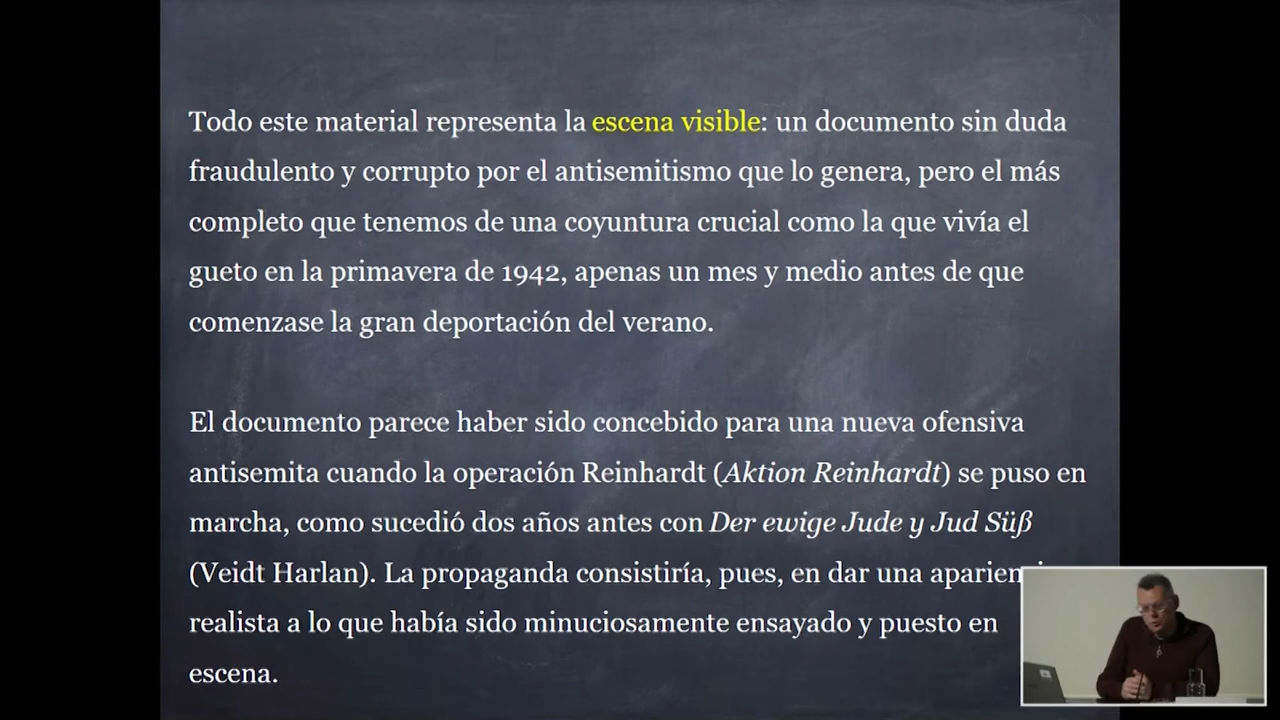 Todo este material representa la escena visible: un documento sin duda
fraudulento y corrupto por el antisemitismo que lo genera, pero el más
completo que tenemos de una coyuntura crucial como la que vivía el
gueto en la primavera de 1942, apenas un mes y medio antes de que
comenzase la gran deportación del verano.
El documento parece haber sido concebido para una nueva ofensiva
antisemita cuando la operación Reinhardt (Aktion Reinhardt) se puso en
marcha, como sucedió dos años antes con Der ewige Jude y Jud Süß
(Veidt Harlan). La propaganda consistiría, pues, en dar una
realista a lo que había sido minuciosamente ensayado y puesto en
escena.